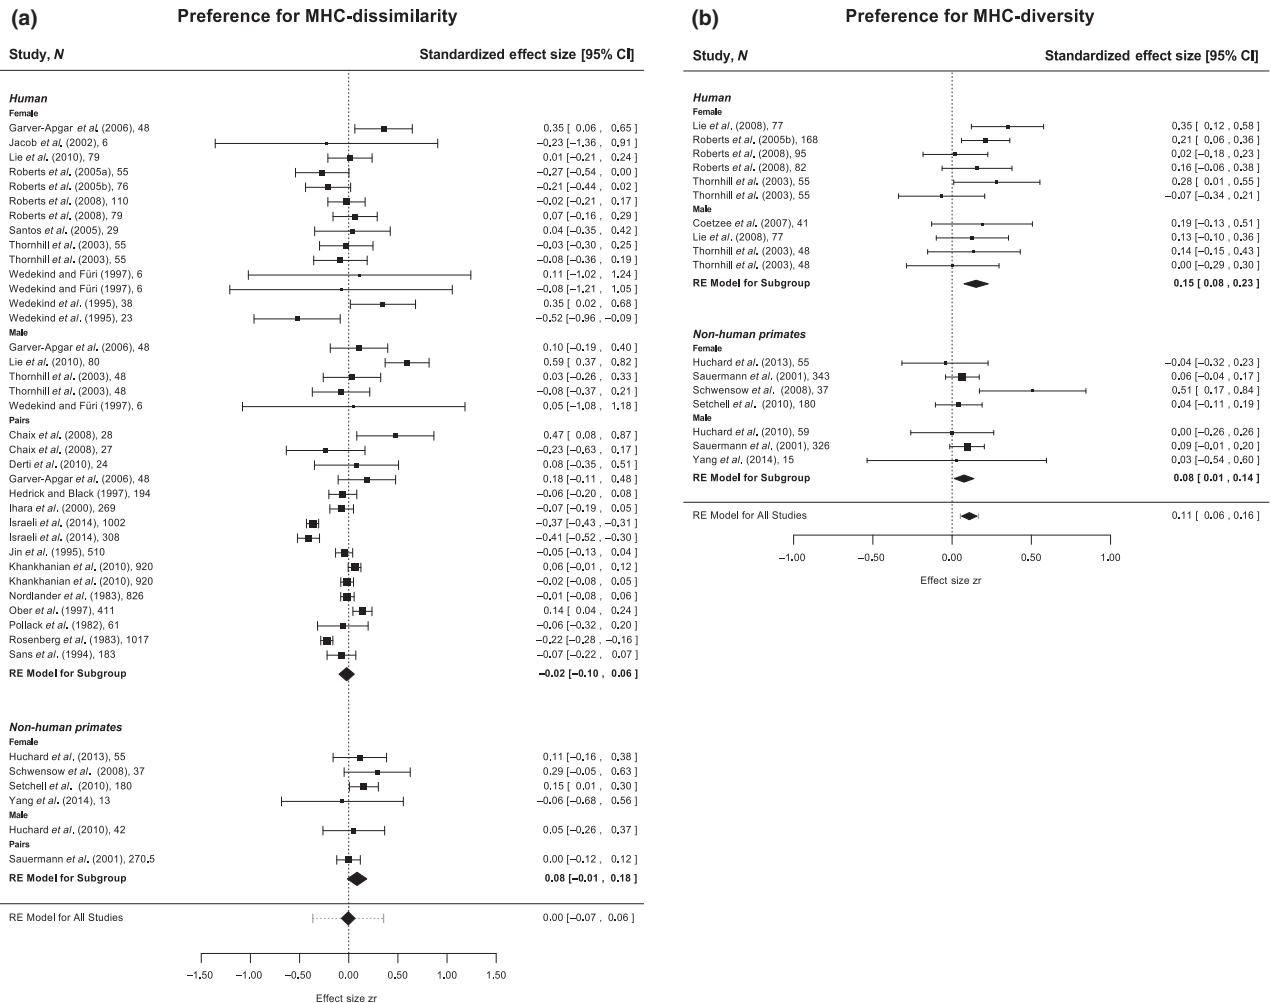 (a) Preference for MHC-dissimilarity
Study, N Standardized effect size [95% CI]
Human
Female
Garver-Apgar et al. (2006), 48 0.35 [ 0.06 , 0.65 ]
Jacob et al. (2002), 6 −0.23 [−1.36 , 0.91 ]
Lie et al. (2010), 79 0.01 [−0.21 , 0.24 ]
Roberts et al. (2005a), 55 −0.27 [−0.54 , 0.00 ]
Roberts et al. (2005b), 76 −0.21 [−0.44 , 0.02 ]
Roberts et al. (2008), 110 −0.02 [−0.21 , 0.17 ]
Roberts et al. (2008), 79 0.07 [−0.16 , 0.29 ]
Santos et al. (2005), 29 0.04 [−0.35 , 0.42 ]
Thornhill et al. (2003), 55 −0.03 [−0.30 , 0.25 ]
Thornhill et al. (2003), 55 −0.08 [−0.36 , 0.19 ]
Wedekind and Füri (1997), 6 0.11 [−1.02 , 1.24 ]
Wedekind and Füri (1997), 6 −0.08 [−1.21 , 1.05 ]
Wedekind et al. (1995), 38 0.35 [ 0.02 , 0.68 ]
Wedekind et al. (1995), 23 −0.52 [−0.96 , −0.09 ]
Male
Garver-Apgar et al. (2006), 48 0.10 [−0.19 , 0.40 ]
Lie et al. (2010), 80 0.59 [ 0.37 , 0.82 ]
Thornhill et al. (2003), 48 0.03 [−0.26 , 0.33 ]
Thornhill et al. (2003), 48 −0.08 [−0.37 , 0.21 ]
Wedekind and Füri (1997), 6 0.05 [−1.08 , 1.18 ]
Pairs
Chaix et al. (2008), 28 0.47 [ 0.08 , 0.87 ]
Chaix et al. (2008), 27 −0.23 [−0.63 , 0.17 ]
Derti et al. (2010), 24 0.08 [−0.35 , 0.51 ]
Garver-Apgar et al. (2006), 48 0.18 [−0.11 , 0.48 ]
Hedrick and Black (1997), 194 −0.06 [−0.20 , 0.08 ]
Ihara et al. (2000), 269 −0.07 [−0.19 , 0.05 ]
Israeli et al. (2014), 1002 −0.37 [−0.43 , −0.31 ]
Israeli et al. (2014), 308 −0.41 [−0.52 , −0.30 ]
Jin et al. (1995), 510 −0.05 [−0.13 , 0.04 ]
Khankhanian et al. (2010), 920 0.06 [−0.01 , 0.12 ]
Khankhanian et al. (2010), 920 −0.02 [−0.08 , 0.05 ]
Nordlander et al. (1983), 826 −0.01 [−0.08 , 0.06 ]
Ober et al. (1997), 411 0.14 [ 0.04 , 0.24 ]
Pollack et al. (1982), 61 −0.06 [−0.32 , 0.20 ]
Rosenberg et al. (1983), 1017 −0.22 [−0.28 , −0.16 ]
Sans et al. (1994), 183 −0.07 [−0.22 , 0.07 ]
RE Model for Subgroup −0.02 [−0.10 , 0.06 ]
Non-human primates
Female
Huchard et al. (2013), 55 0.11 [−0.16 , 0.38 ]
Schwensow et al. (2008), 37 0.29 [−0.05 , 0.63 ]
Setchell et al. (2010), 180 0.15 [ 0.01 , 0.30 ]
Yang et al. (2014), 13 −0.06 [−0.68 , 0.56 ]
Male
Huchard et al. (2010), 42 0.05 [−0.26 , 0.37 ]
Pairs
Sauermann et al. (2001), 270.5 0.00 [−0.12 , 0.12 ]
RE Model for Subgroup 0.08 [−0.01 , 0.18 ]
RE Model for All Studies 0.00 [−0.07 , 0.06 ]
−1.50 −1.00 −0.50 0.00 0.50 1.00 1.50
Effect size zr
(b) Preference for MHC-diversity
Study, N Standardized effect size [95% CI]
Human
Female
Lie et al. (2008), 77 0.35 [ 0.12 , 0.58 ]
Roberts et al. (2005b), 168 0.21 [ 0.06 , 0.36 ]
Roberts et al. (2008), 95 0.02 [−0.18 , 0.23 ]
Roberts et al. (2008), 82 0.16 [−0.06 , 0.38 ]
Thornhill et al. (2003), 55 0.28 [ 0.01 , 0.55 ]
Thornhill et al. (2003), 55 −0.07 [−0.34 , 0.21 ]
Male
Coetzee et al. (2007), 41 0.19 [−0.13 , 0.51 ]
Lie et al. (2008), 77 0.13 [−0.10 , 0.36 ]
Thornhill et al. (2003), 48 0.14 [−0.15 , 0.43 ]
Thornhill et al. (2003), 48 0.00 [−0.29 , 0.30 ]
RE Model for Subgroup 0.15 [ 0.08 , 0.23 ]
Non-human primates
Female
Huchard et al. (2013), 55 −0.04 [−0.32 , 0.23 ]
Sauermann et al. (2001), 343 0.06 [−0.04 , 0.17 ]
Schwensow et al. (2008), 37 0.51 [ 0.17 , 0.84 ]
Setchell et al. (2010), 180 0.04 [−0.11 , 0.19 ]
Male
Huchard et al. (2010), 59 0.00 [−0.26 , 0.26 ]
Sauermann et al. (2001), 326 0.09 [−0.01 , 0.20 ]
Yang et al. (2014), 15 0.03 [−0.54 , 0.60 ]
RE Model for Subgroup 0.08 [ 0.01 , 0.14 ]
RE Model for All Studies 0.11 [ 0.06 , 0.16 ]
−1.00 −0.50 0.00 0.50 1.00
Effect size zr